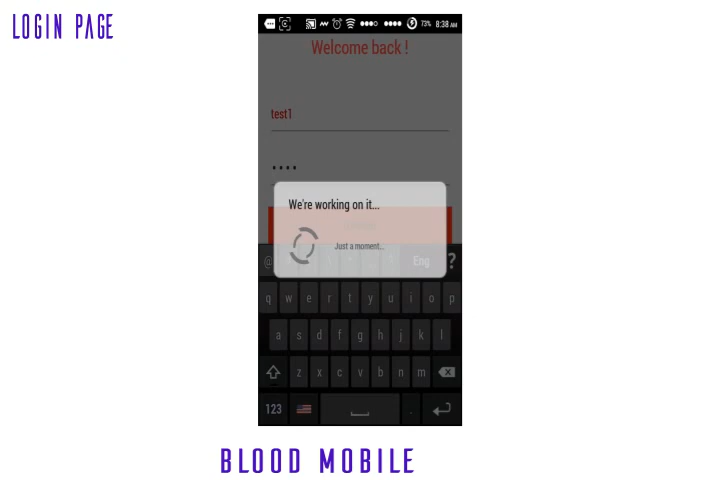 LOGIN PAGE
73% 8:38 AM
Welcome back !
test1
••••
We're working on it...
Just a moment...
@ Eng ?
q w e r t y u i o p
a s d f g h j k l
z x c v b n m
123 .
BLOOD MOBILE